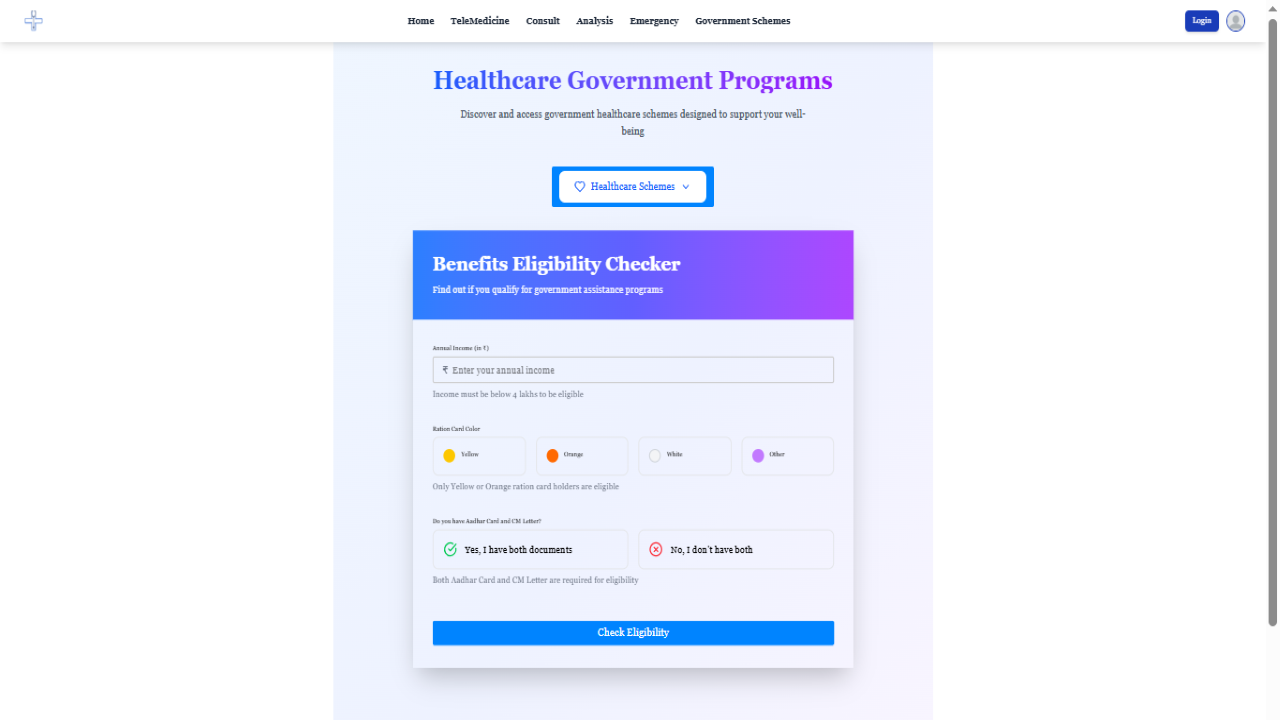 Home TeleMedicine Consult Analysis Emergency Government Schemes Login
Healthcare Government Programs
Discover and access government healthcare schemes designed to support your well-
being
Healthcare Schemes
Benefits Eligibility Checker
Find out if you qualify for government assistance programs
Annual Income (in ₹)
₹ Enter your annual income
Income must be below 4 lakhs to be eligible
Ration Card Color
Yellow Orange White Other
Only Yellow or Orange ration card holders are eligible
Do you have Aadhar Card and CM Letter?
Yes, I have both documents No, I don't have both
Both Aadhar Card and CM Letter are required for eligibility
Check Eligibility